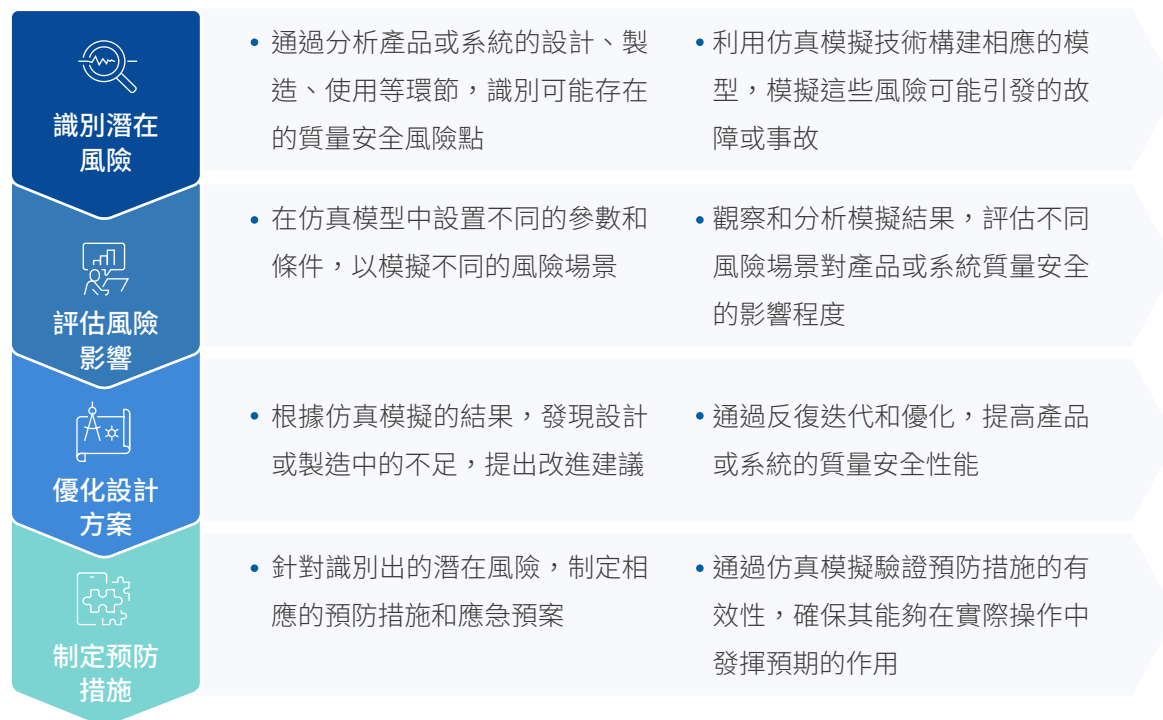 識別潛在
風險
• 通過分析產品或系統的設計、製
造、使用等環節，識別可能存在
的質量安全風險點
• 利用仿真模擬技術構建相應的模
型，模擬這些風險可能引發的故
障或事故
評估風險
影響
• 在仿真模型中設置不同的參數和
條件，以模擬不同的風險場景
• 觀察和分析模擬結果，評估不同
風險場景對產品或系統質量安全
的影響程度
優化設計
方案
• 根據仿真模擬的結果，發現設計
或製造中的不足，提出改進建議
• 通過反復迭代和優化，提高產品
或系統的質量安全性能
制定预防
措施
• 針對識別出的潛在風險，制定相
應的預防措施和應急預案
• 通過仿真模擬驗證預防措施的有
效性，確保其能夠在實際操作中
發揮預期的作用